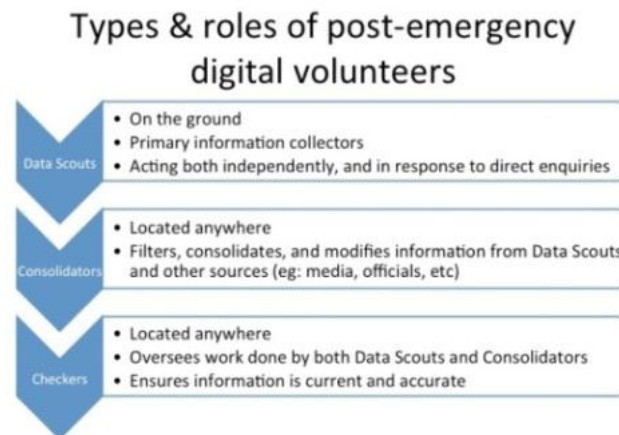 Types & roles of post-emergency
digital volunteers
Data Scouts
• On the ground
• Primary information collectors
• Acting both independently, and in response to direct enquiries
Consolidators
• Located anywhere
• Filters, consolidates, and modifies information from Data Scouts
and other sources (eg: media, officials, etc)
Checkers
• Located anywhere
• Oversees work done by both Data Scouts and Consolidators
• Ensures information is current and accurate